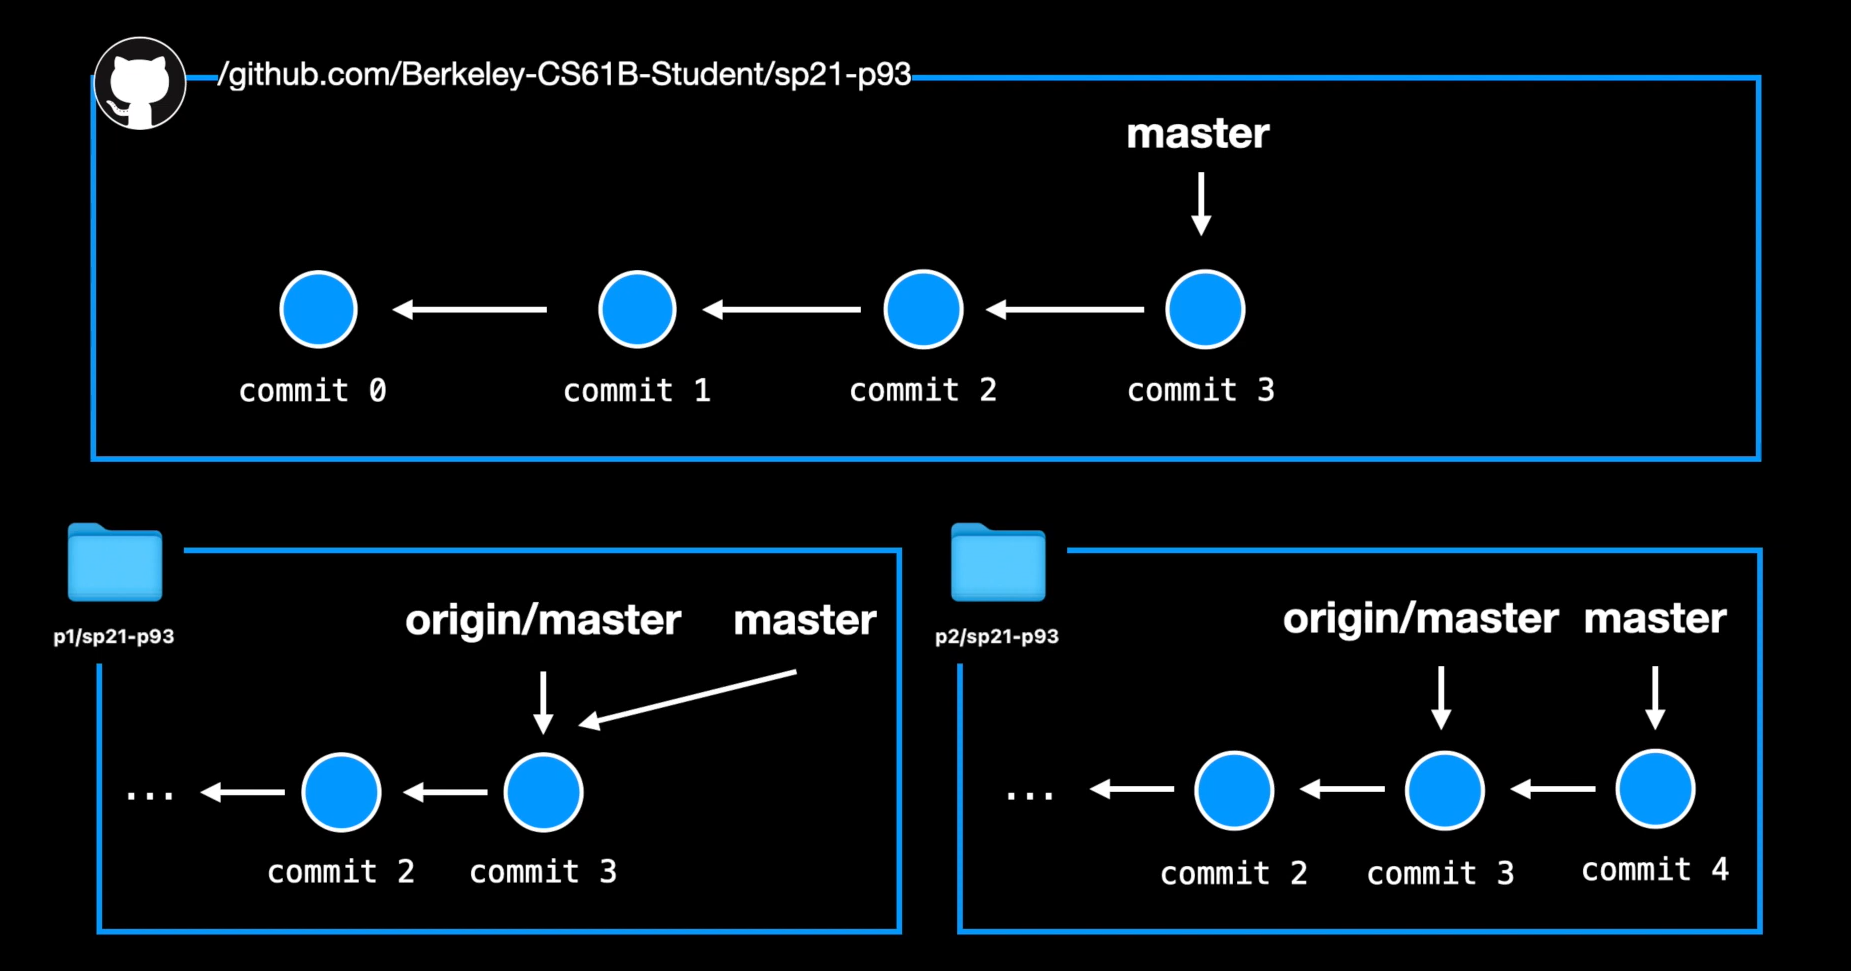 /github.com/Berkeley-CS61B-Student/sp21-p93
master
commit 0 commit 1 commit 2 commit 3
p1/sp21-p93
origin/master master
...
commit 2 commit 3
p2/sp21-p93
origin/master master
...
commit 2 commit 3 commit 4